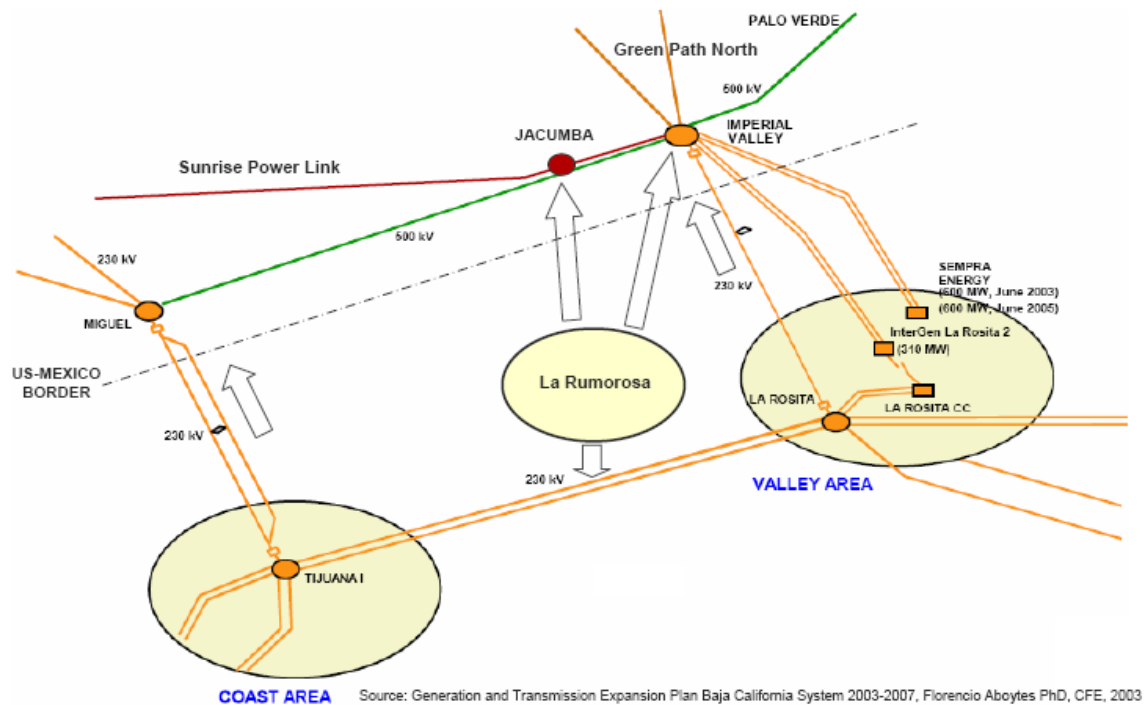 PALO VERDE
Green Path North
500 kV
JACUMBA
IMPERIAL
VALLEY
Sunrise Power Link
500 kV
230 kV
230 kV
SEMPRA
ENERGY
(600 MW, June 2003)
(600 MW, June 2005)
MIGUEL
InterGen La Rosita 2
(310 MW)
US-MEXICO
BORDER
La Rumorosa
LA ROSITA
LA ROSITA CC
230 kV
230 kV
VALLEY AREA
TIJUANA I
COAST AREA
Source: Generation and Transmission Expansion Plan Baja California System 2003-2007, Florencio Aboytes PhD, CFE, 2003